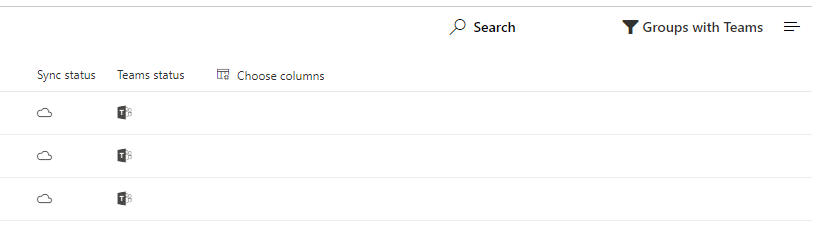 Search Groups with Teams
Sync status Teams status Choose columns